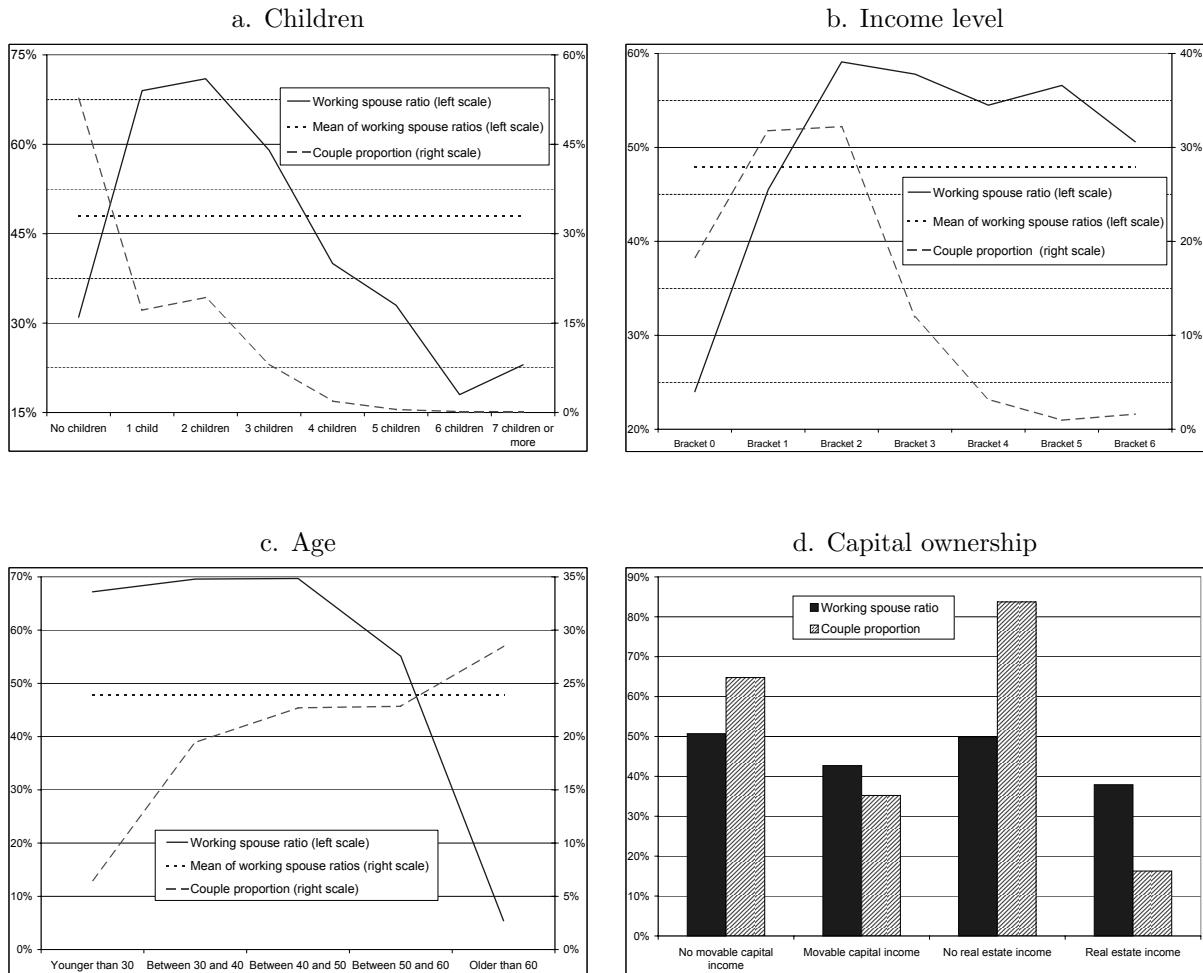 a. Children
75%
60%
45%
30%
15%
60%
45%
30%
15%
0%
Working spouse ratio (left scale)
Mean of working spouse ratios (left scale)
Couple proportion (right scale)
No children 1 child 2 children 3 children 4 children 5 children 6 children 7 children or
more
b. Income level
60%
50%
40%
30%
20%
40%
30%
20%
10%
0%
Working spouse ratio (left scale)
Mean of working spouse ratios (left scale)
Couple proportion (right scale)
Bracket 0 Bracket 1 Bracket 2 Bracket 3 Bracket 4 Bracket 5 Bracket 6
c. Age
70%
60%
50%
40%
30%
20%
10%
0%
35%
30%
25%
20%
15%
10%
5%
0%
Working spouse ratio (left scale)
Mean of working spouse ratios (right scale)
Couple proportion (right scale)
Younger than 30 Between 30 and 40 Between 40 and 50 Between 50 and 60 Older than 60
d. Capital ownership
90%
80%
70%
60%
50%
40%
30%
20%
10%
0%
Working spouse ratio
Couple proportion
No movable capital Movable capital income No real estate income Real estate income
income